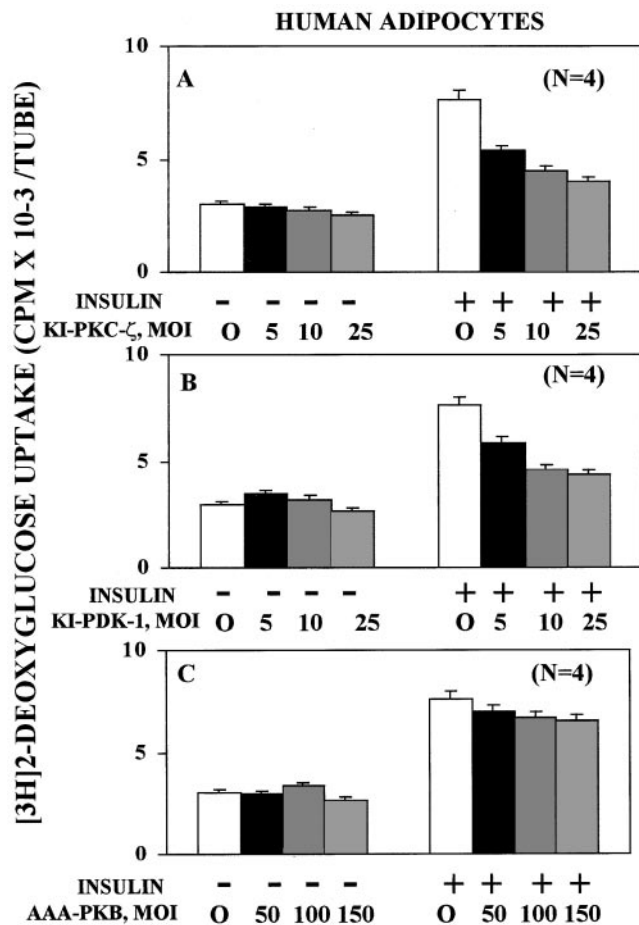 HUMAN ADIPOCYTES
[3H]2-DEOXYGLUCOSE UPTAKE (CPM X 10-3 /TUBE)
10
A
(N=4)
5
0
INSULIN - - - - + + + +
KI-PKC-ζ, MOI O 5 10 25 O 5 10 25
10
B
(N=4)
5
0
INSULIN - - - - + + + +
KI-PDK-1, MOI O 5 10 25 O 5 10 25
10
C
(N=4)
5
0
INSULIN - - - - + + + +
AAA-PKB, MOI O 50 100 150 O 50 100 150